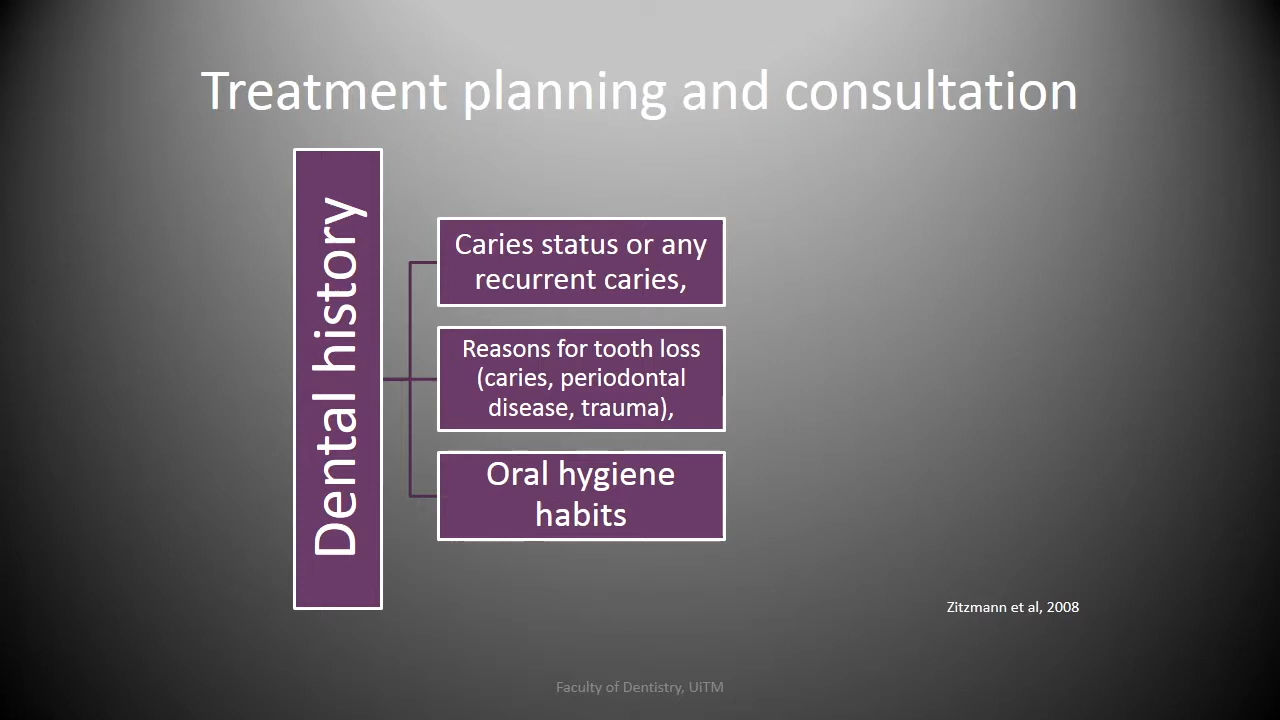 Treatment planning and consultation
Dental history
Caries status or any
recurrent caries,
Reasons for tooth loss
(caries, periodontal
disease, trauma),
Oral hygiene
habits
Zitzmann et al, 2008
Faculty of Dentistry, UiTM